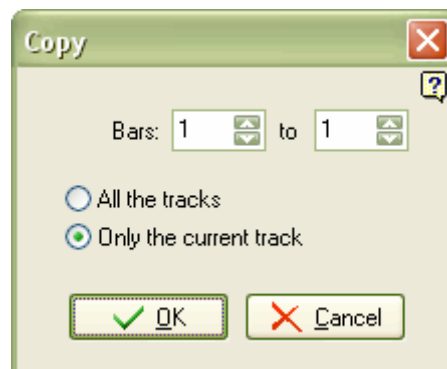 Copy
?
Bars: 1 to 1
All the tracks
Only the current track
OK Cancel